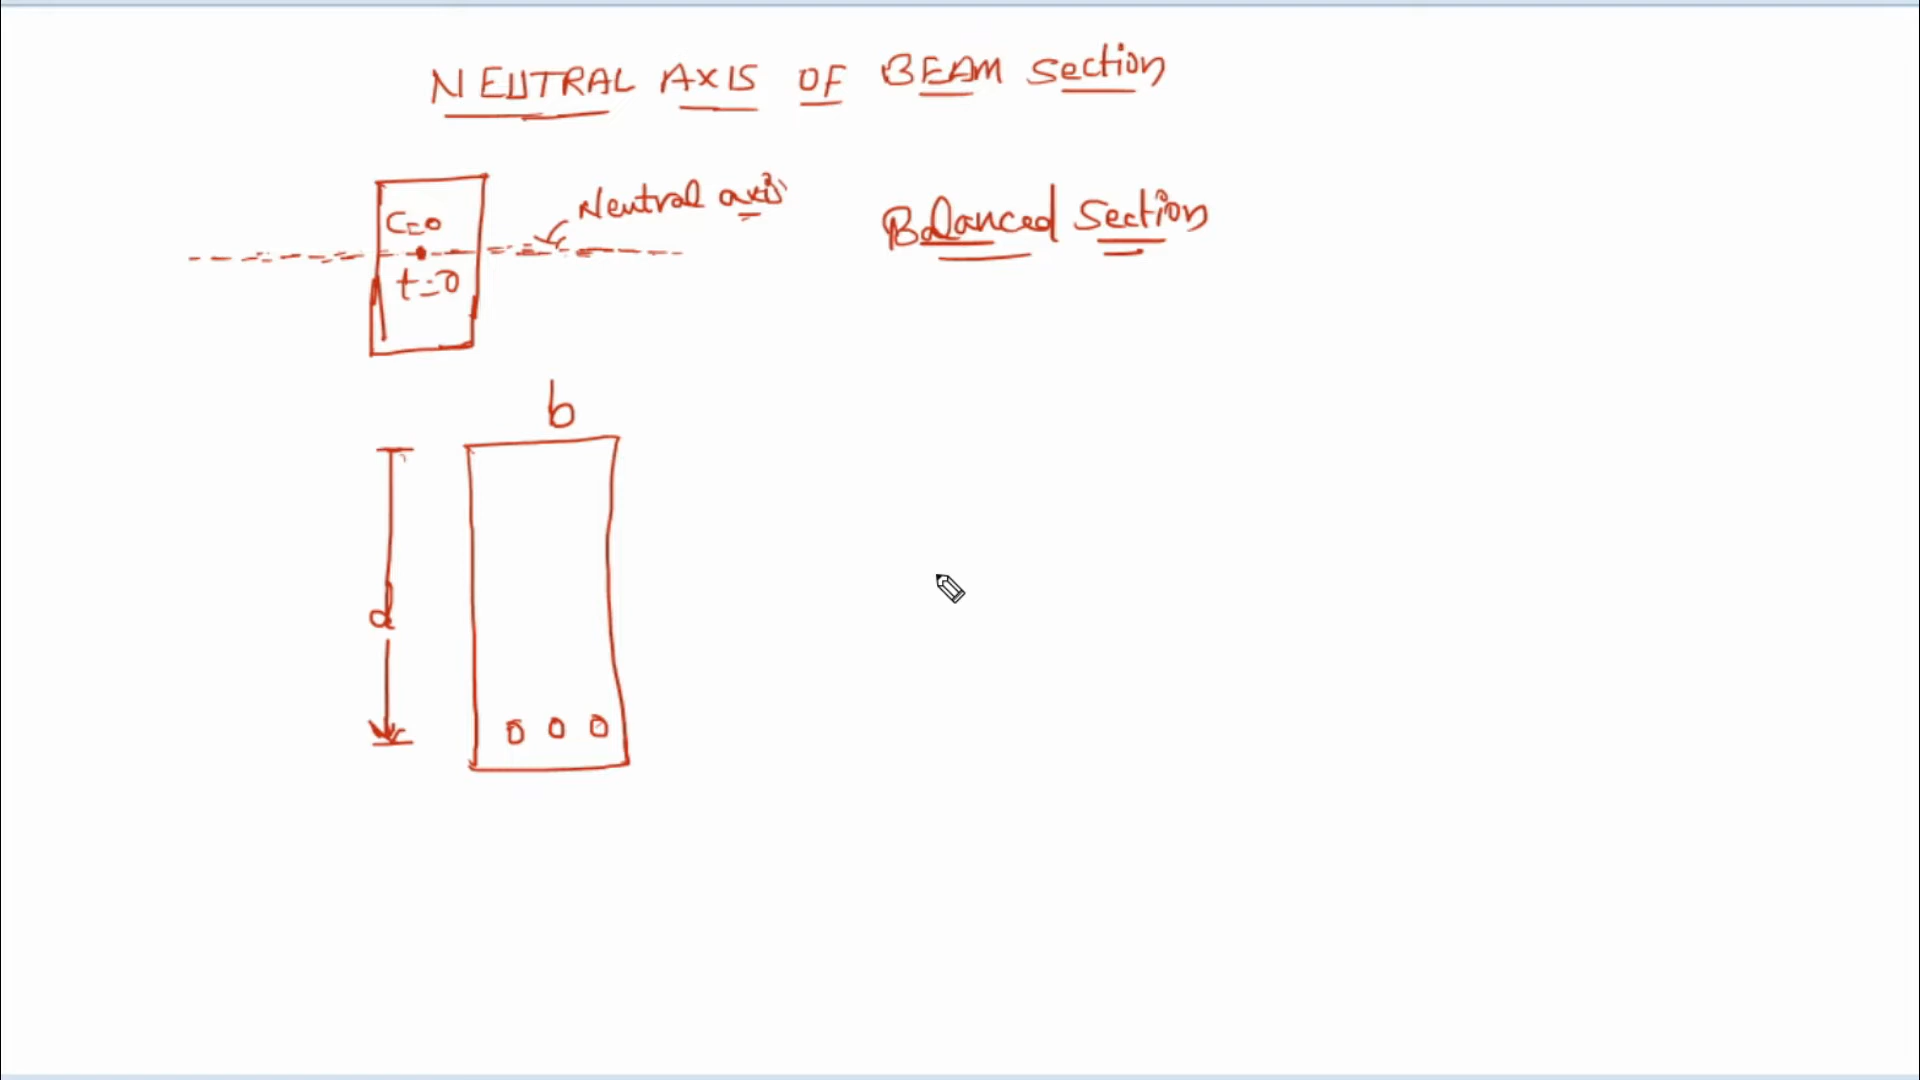 NEUTRAL AXIS OF BEAM section
Neutral axis
Balanced section
C=0
t=0
b
d